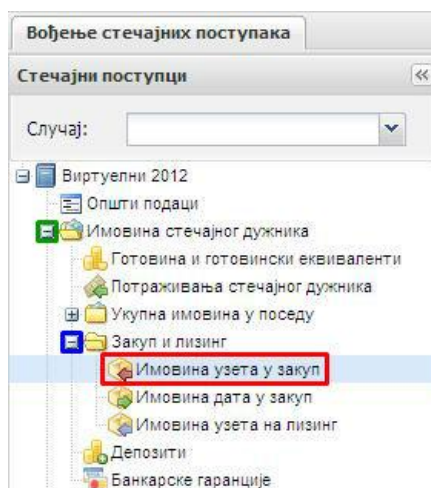 Вођење стечајних поступака
Стечајни поступци
Случај:
Виртуелни 2012
Општи подаци
Имовина стечајног дужника
Готовина и готовински еквиваленти
Потраживања стечајног дужника
Укупна имовина у поседу
Закуп и лизинг
Имовина узета у закуп
Имовина дата у закуп
Имовина узета на лизинг
Депозити
Банкарске гаранције